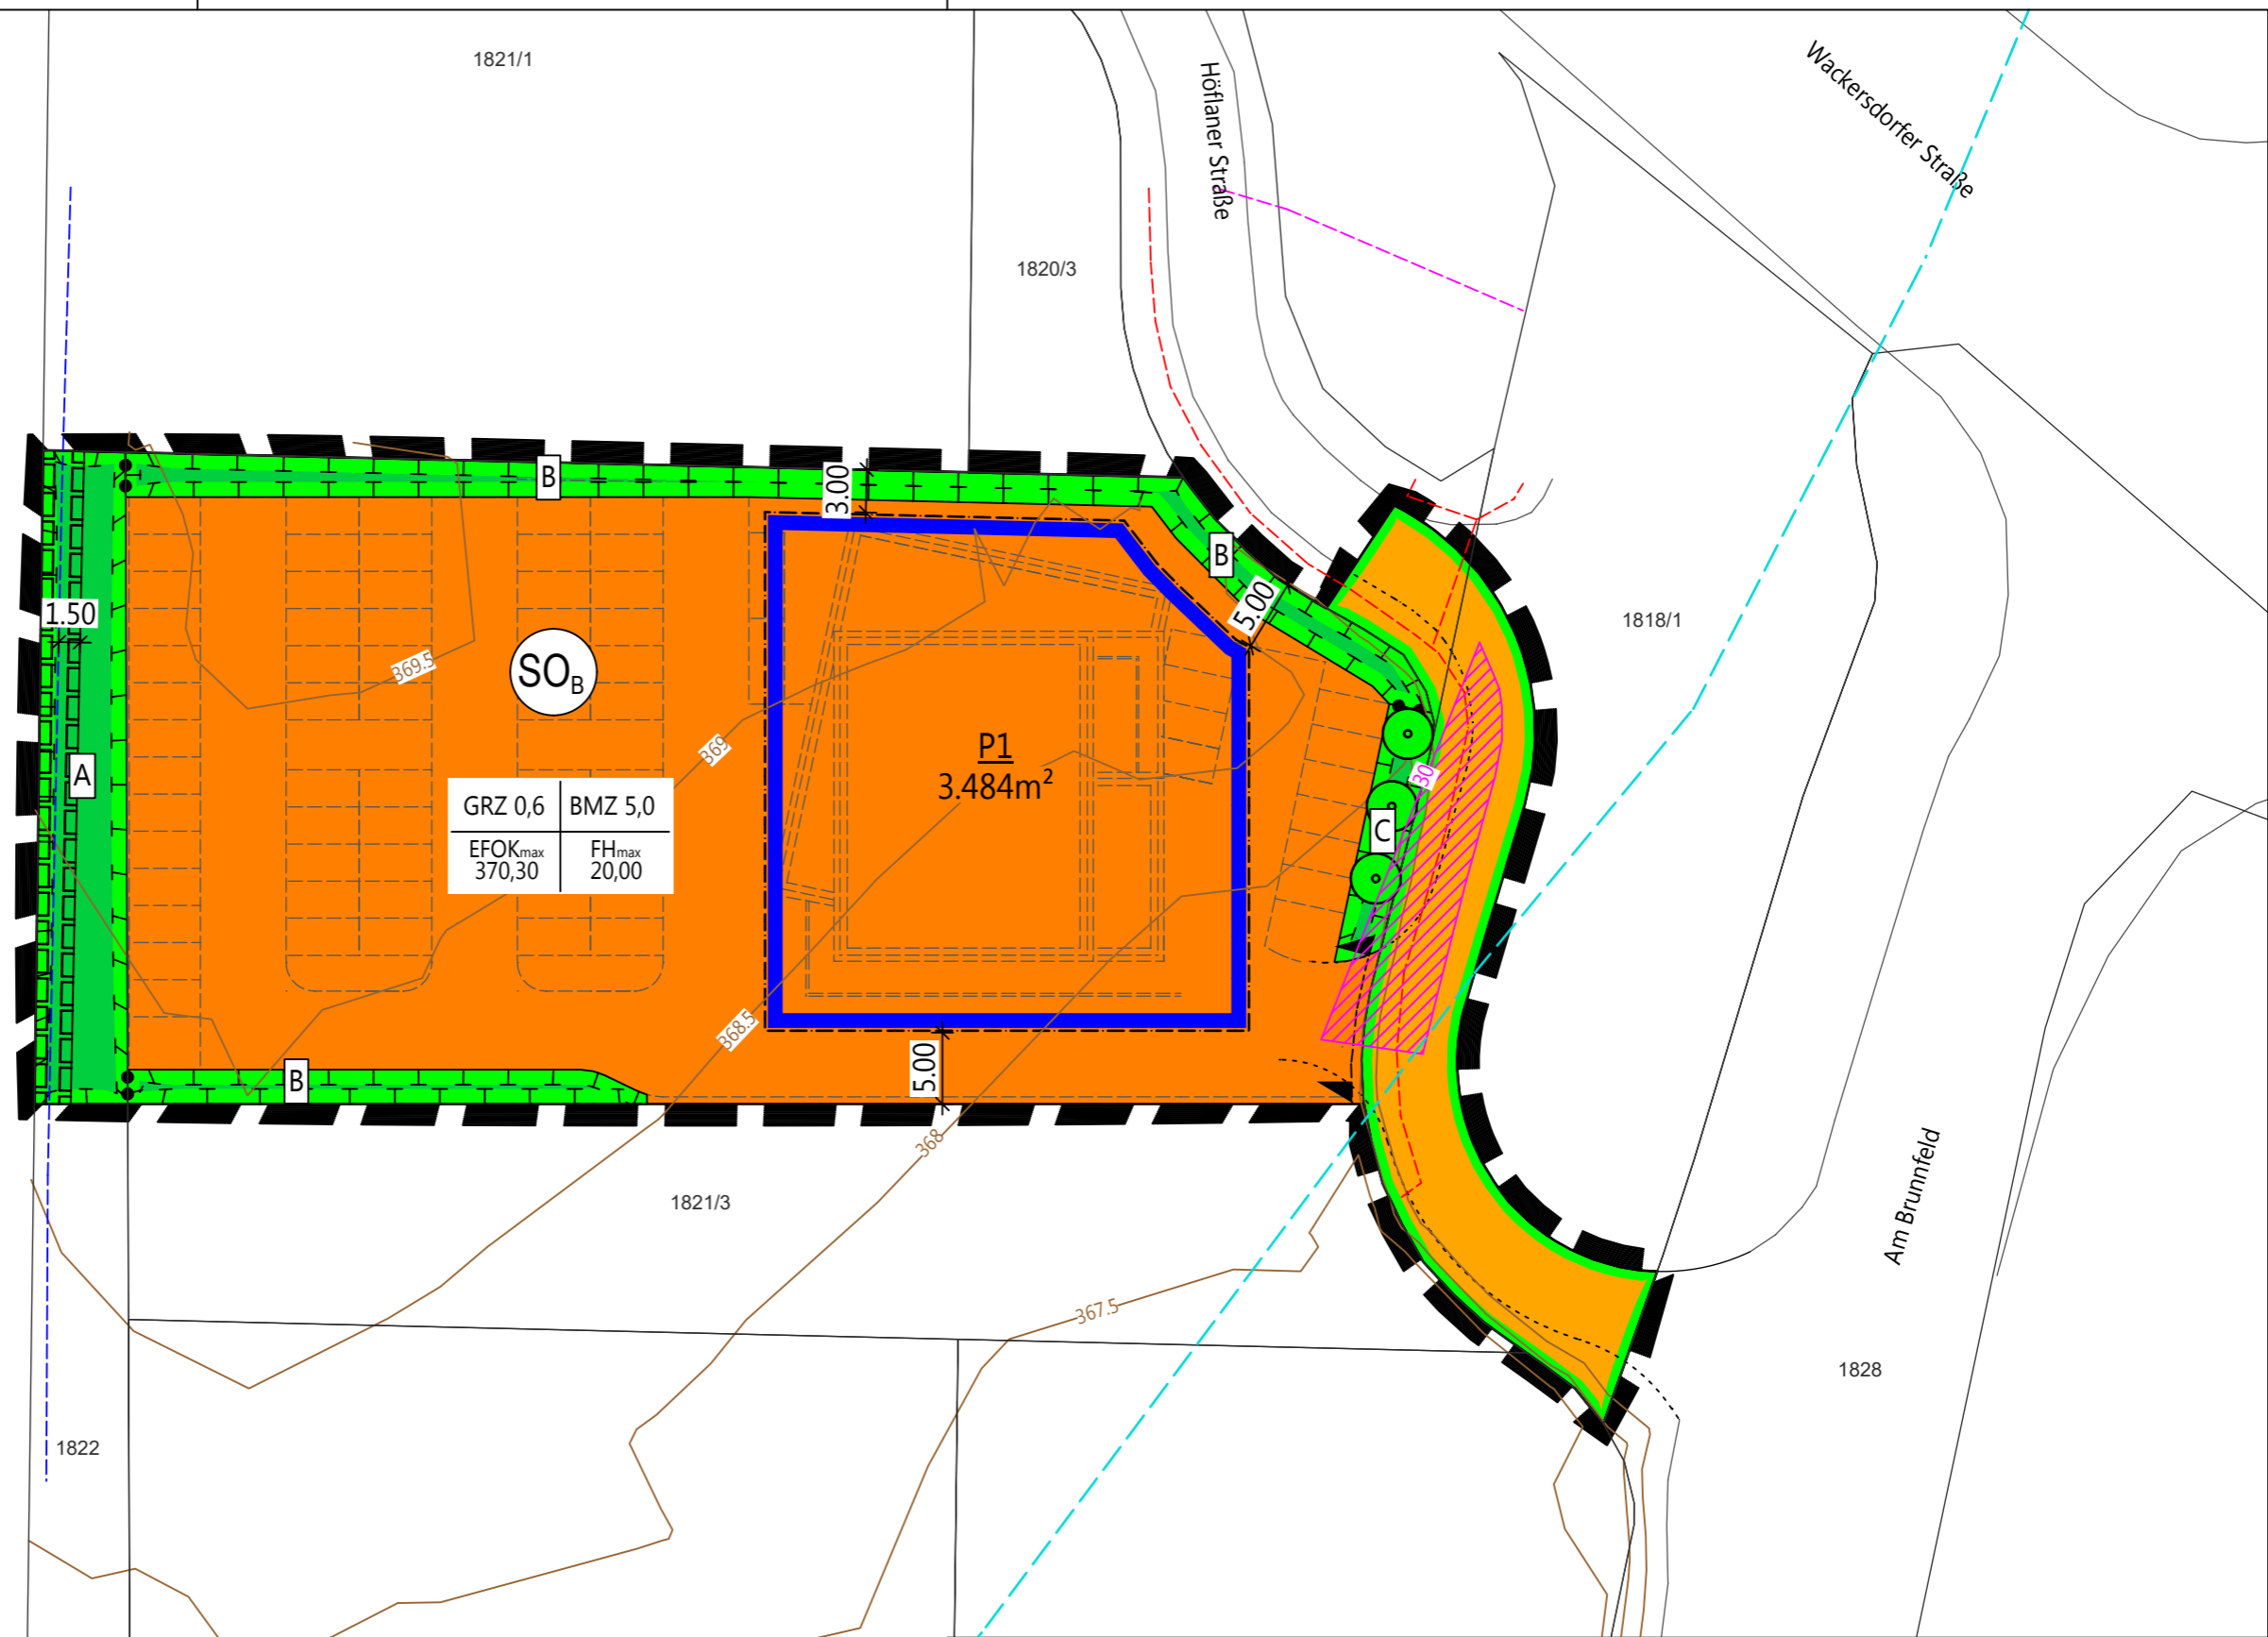 1821/1
Höflaner Straße
Wackersdorfer Straße
1820/3
B
3.00
B
5.00
1.50
1818/1
369.5
SO_B
369
P1
3.484m²
A
30
GRZ 0,6
BMZ 5,0
C
EFOKmax
370,30
FHmax
20,00
368.5
5.00
B
368
1821/3
Am Brunnfeld
367.5
1828
1822